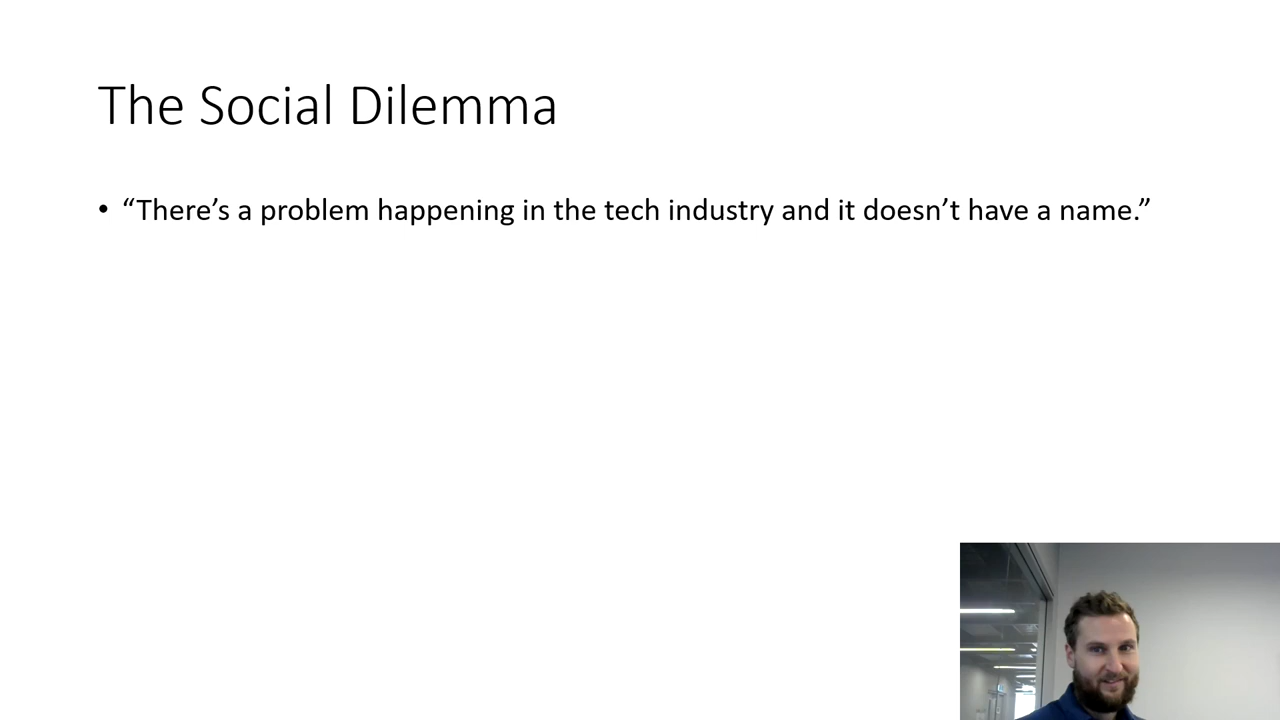 The Social Dilemma
• “There’s a problem happening in the tech industry and it doesn’t have a name.”